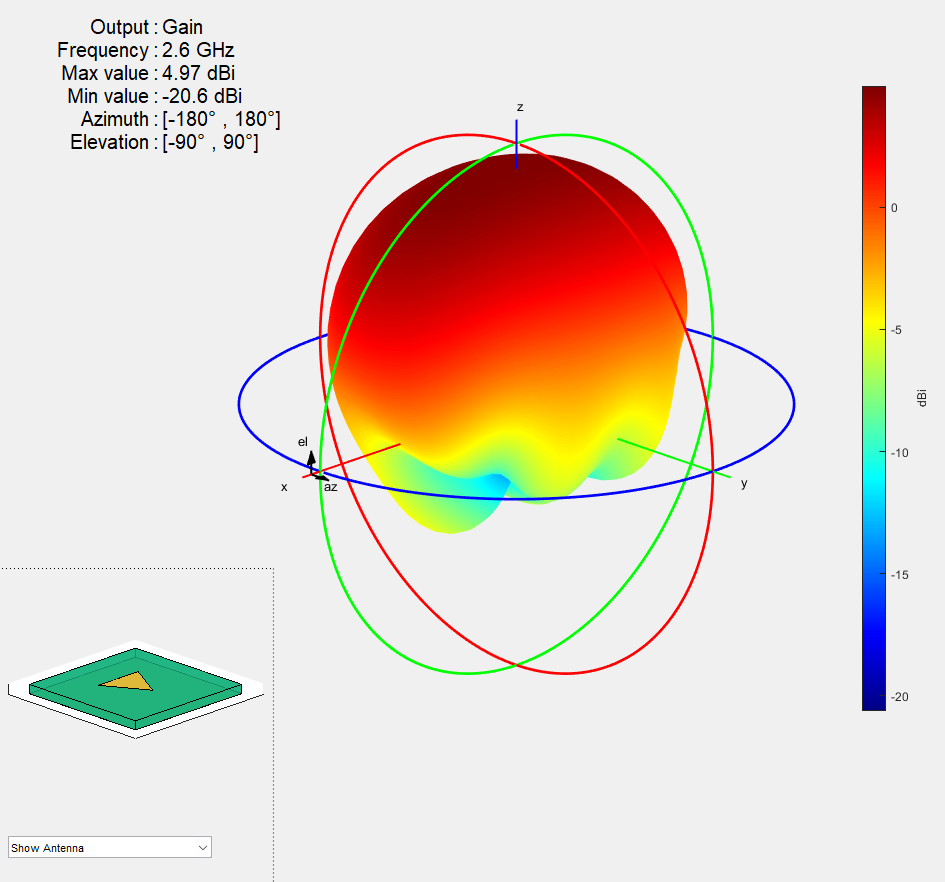 Output : Gain
Frequency : 2.6 GHz
Max value : 4.97 dBi
Min value : -20.6 dBi
Azimuth : [-180° , 180°]
Elevation : [-90° , 90°]
z
0
-5
dBi
el
x
az
y
-10
-15
-20
Show Antenna